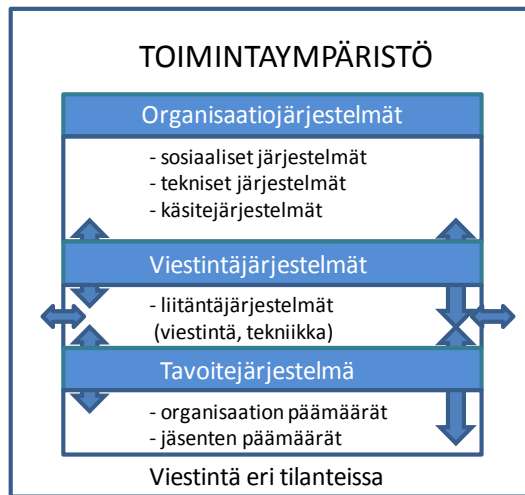 TOIMINTAYMPÄRISTÖ
Organisaatiojärjestelmät
- sosiaaliset järjestelmät
- tekniset järjestelmät
- käsitejärjestelmät
Viestintäjärjestelmät
- liitäntäjärjestelmät
(viestintä, tekniikka)
Tavoitejärjestelmä
- organisaation päämäärät
- jäsenten päämäärät
Viestintä eri tilanteissa